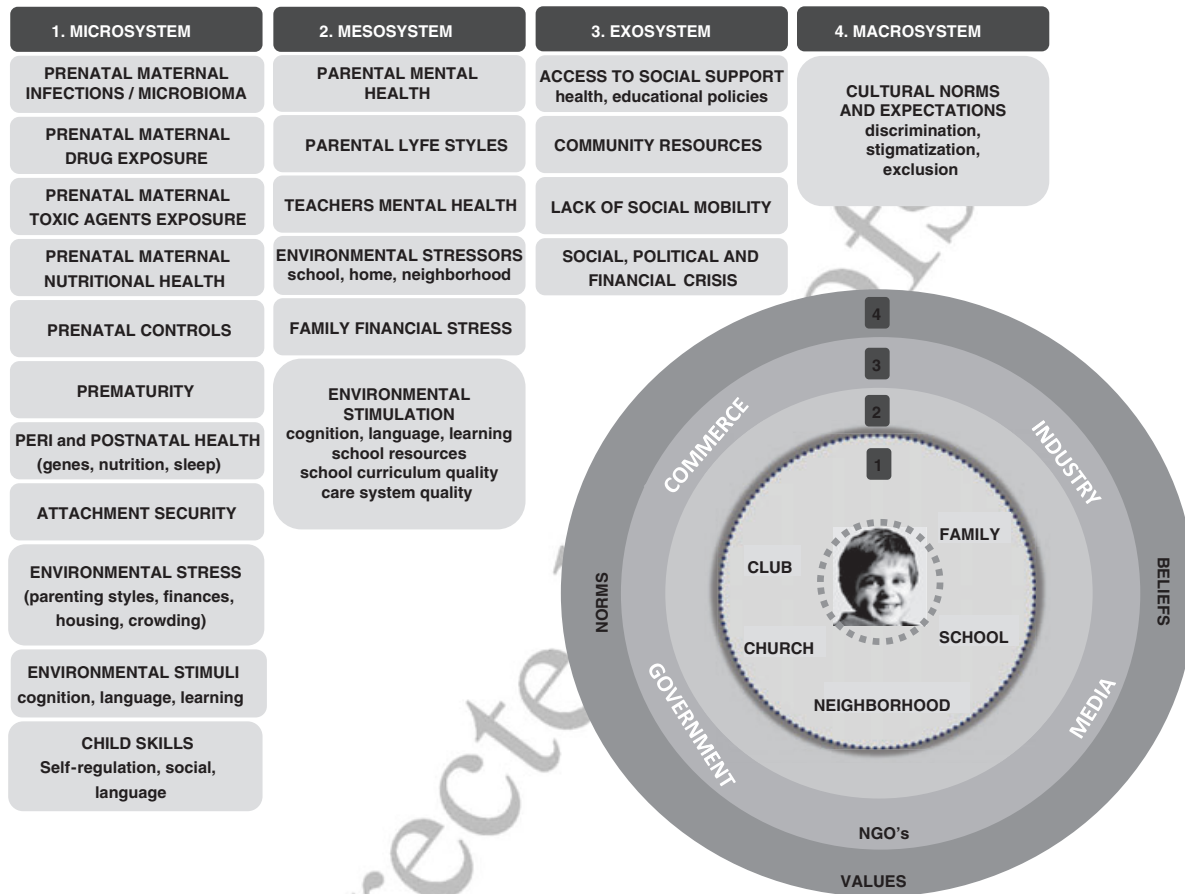 1. MICROSYSTEM
PRENATAL MATERNAL
INFECTIONS / MICROBIOMA
PRENATAL MATERNAL
DRUG EXPOSURE
PRENATAL MATERNAL
TOXIC AGENTS EXPOSURE
PRENATAL MATERNAL
NUTRITIONAL HEALTH
PRENATAL CONTROLS
PREMATURITY
PERI and POSTNATAL HEALTH
(genes, nutrition, sleep)
ATTACHMENT SECURITY
ENVIRONMENTAL STRESS
(parenting styles, finances,
housing, crowding)
ENVIRONMENTAL STIMULI
cognition, language, learning
CHILD SKILLS
Self-regulation, social,
language
2. MESOSYSTEM
PARENTAL MENTAL
HEALTH
PARENTAL LYFE STYLES
TEACHERS MENTAL HEALTH
ENVIRONMENTAL STRESSORS
school, home, neighborhood
FAMILY FINANCIAL STRESS
ENVIRONMENTAL
STIMULATION
cognition, language, learning
school resources
school curriculum quality
care system quality
3. EXOSYSTEM
ACCESS TO SOCIAL SUPPORT
health, educational policies
COMMUNITY RESOURCES
LACK OF SOCIAL MOBILITY
SOCIAL, POLITICAL AND
FINANCIAL CRISIS
4. MACROSYSTEM
CULTURAL NORMS
AND EXPECTATIONS
discrimination,
stigmatization,
exclusion
4
3
2
1
COMMERCE
INDUSTRY
FAMILY
CLUB
NORMS
BELIEFS
SCHOOL
CHURCH
NEIGHBORHOOD
GOVERNMENT
MEDIA
NGO's
VALUES